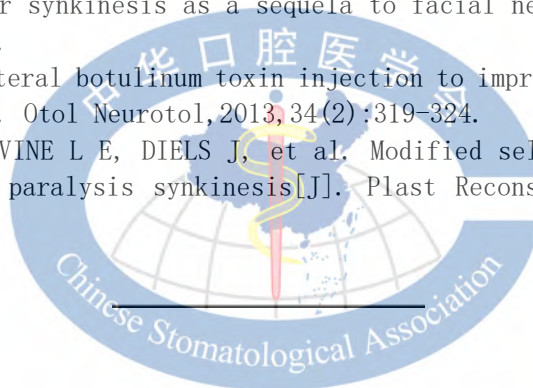 r synkinesis as a sequela to facial ne
.
teral botulinum toxin injection to impr
. Otol Neurotol,2013,34(2):319-324.
VINE L E, DIELS J, et al. Modified sel
paralysis synkinesis[J]. Plast Recons
中华口腔医学会
Chinese Stomatological Association